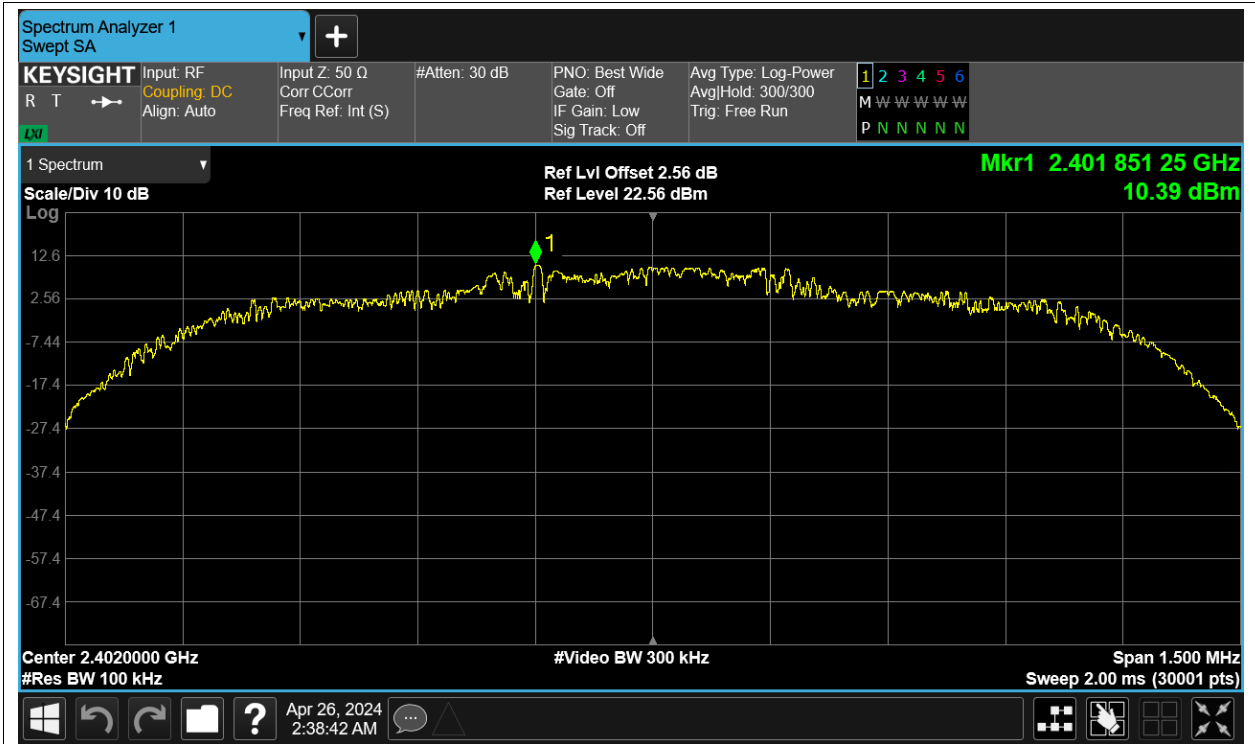 Spectrum Analyzer 1
Swept SA
+
KEYSIGHT
R T
LXI
Input: RF
Coupling: DC
Align: Auto
Input Z: 50 Ω
Corr CCorr
Freq Ref: Int (S)
#Atten: 30 dB
PNO: Best Wide
Gate: Off
IF Gain: Low
Sig Track: Off
Avg Type: Log-Power
Avg|Hold: 300/300
Trig: Free Run
1 2 3 4 5 6
M W W W W W
P N N N N N
1 Spectrum
Scale/Div 10 dB
Log
Ref Lvl Offset 2.56 dB
Ref Level 22.56 dBm
Mkr1 2.401 851 25 GHz
10.39 dBm
1
12.6
2.56
-7.44
-17.4
-27.4
-37.4
-47.4
-57.4
-67.4
Center 2.4020000 GHz
#Video BW 300 kHz
Span 1.500 MHz
#Res BW 100 kHz
Sweep 2.00 ms (30001 pts)
?
Apr 26, 2024
2:38:42 AM